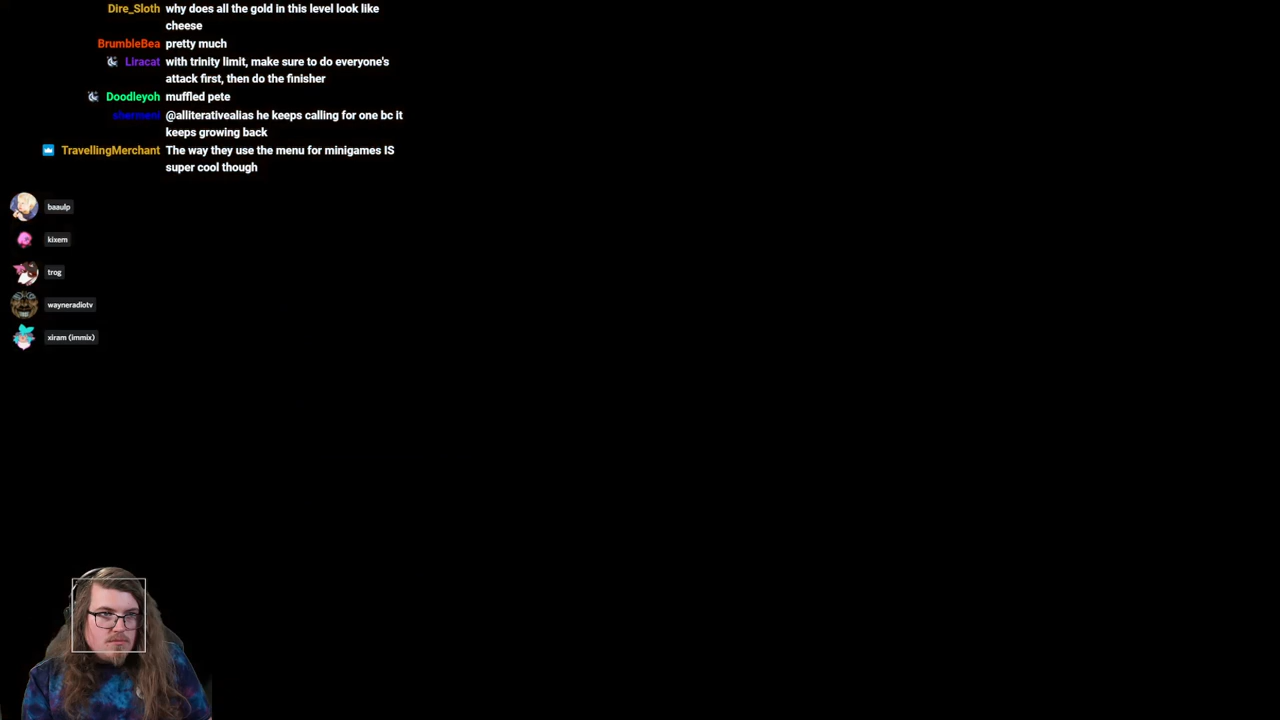 Dire_Sloth why does all the gold in this level look like
cheese
BrumbleBea pretty much
Liracat with trinity limit, make sure to do everyone's
attack first, then do the finisher
Doodleyoh muffled pete
shermani @alliterativealias he keeps calling for one bc it
keeps growing back
TravellingMerchant The way they use the menu for minigames IS
super cool though
baaulp
kixem
trog
wayneradiotv
xiram (immix)